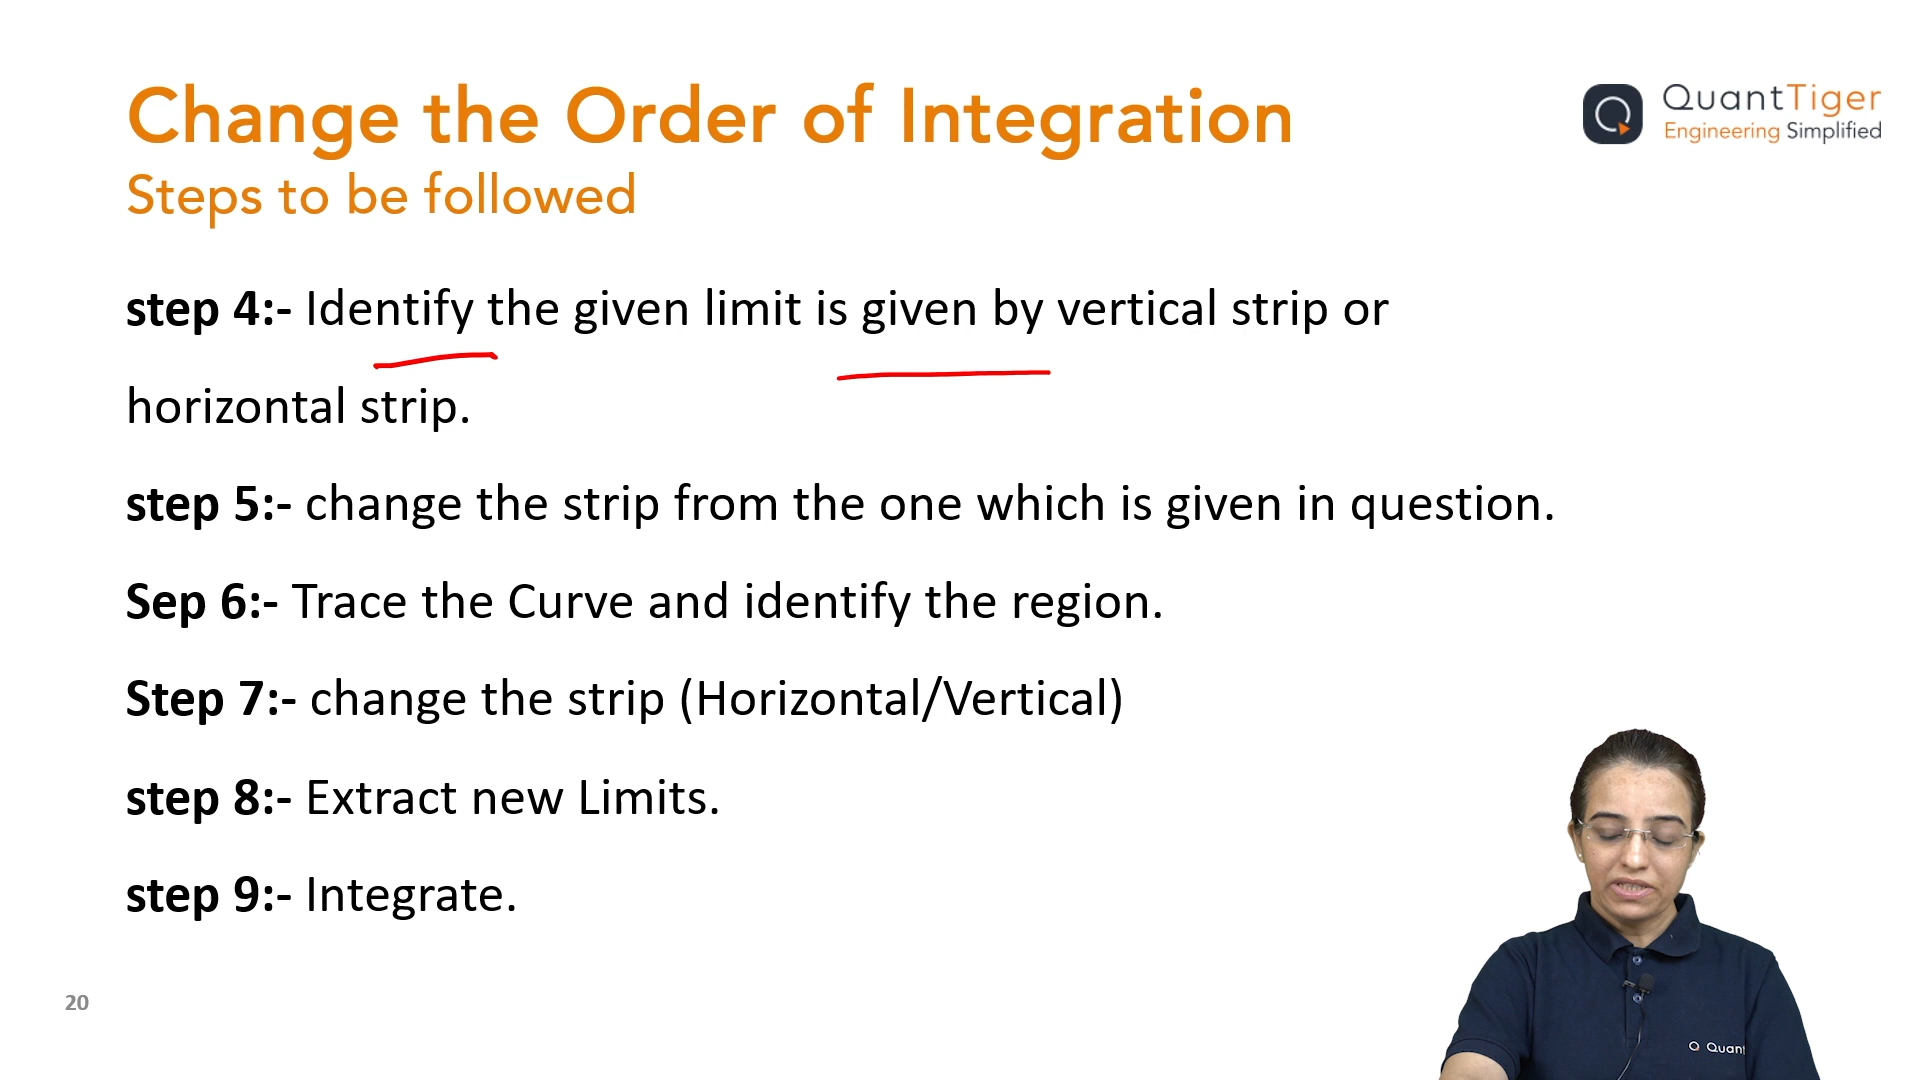 Change the Order of Integration
QuantTiger
Engineering Simplified
Steps to be followed
step 4:- Identify the given limit is given by vertical strip or
horizontal strip.
step 5:- change the strip from the one which is given in question.
Sep 6:- Trace the Curve and identify the region.
Step 7:- change the strip (Horizontal/Vertical)
step 8:- Extract new Limits.
step 9:- Integrate.
20
Quant